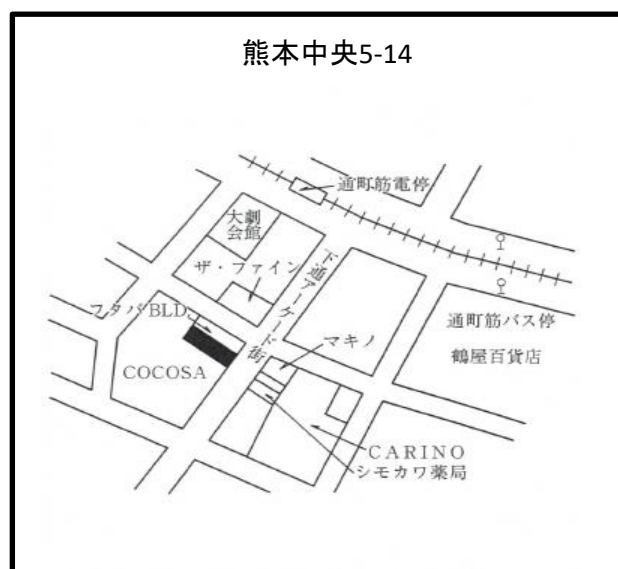 熊本中央5-14
通町筋電停
大劇
会館
ザ・ファイン
下通アーケード街
フタバBLD
マキノ
通町筋バス停
鶴屋百貨店
COCOSA
CARINO
シモカワ薬局